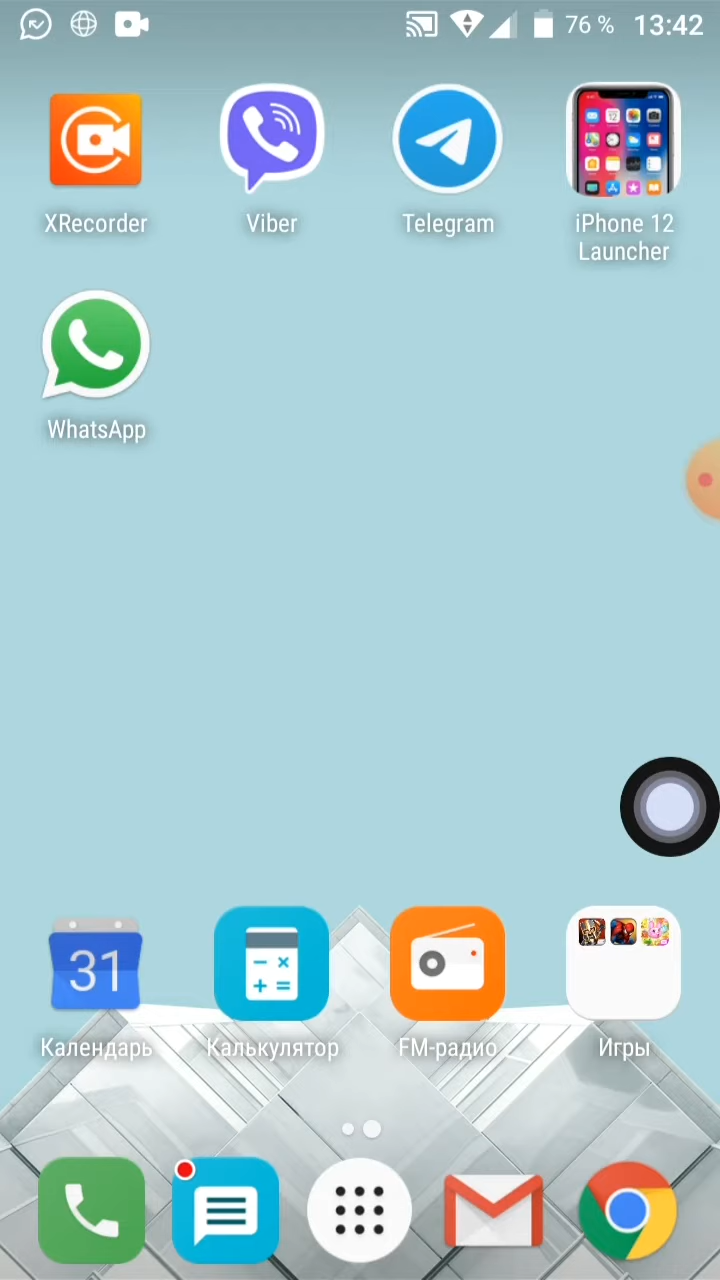 76 % 13:42
XRecorder
Viber
Telegram
iPhone 12
Launcher
WhatsApp
31
Календарь
Калькулятор
FM-радио
Игры